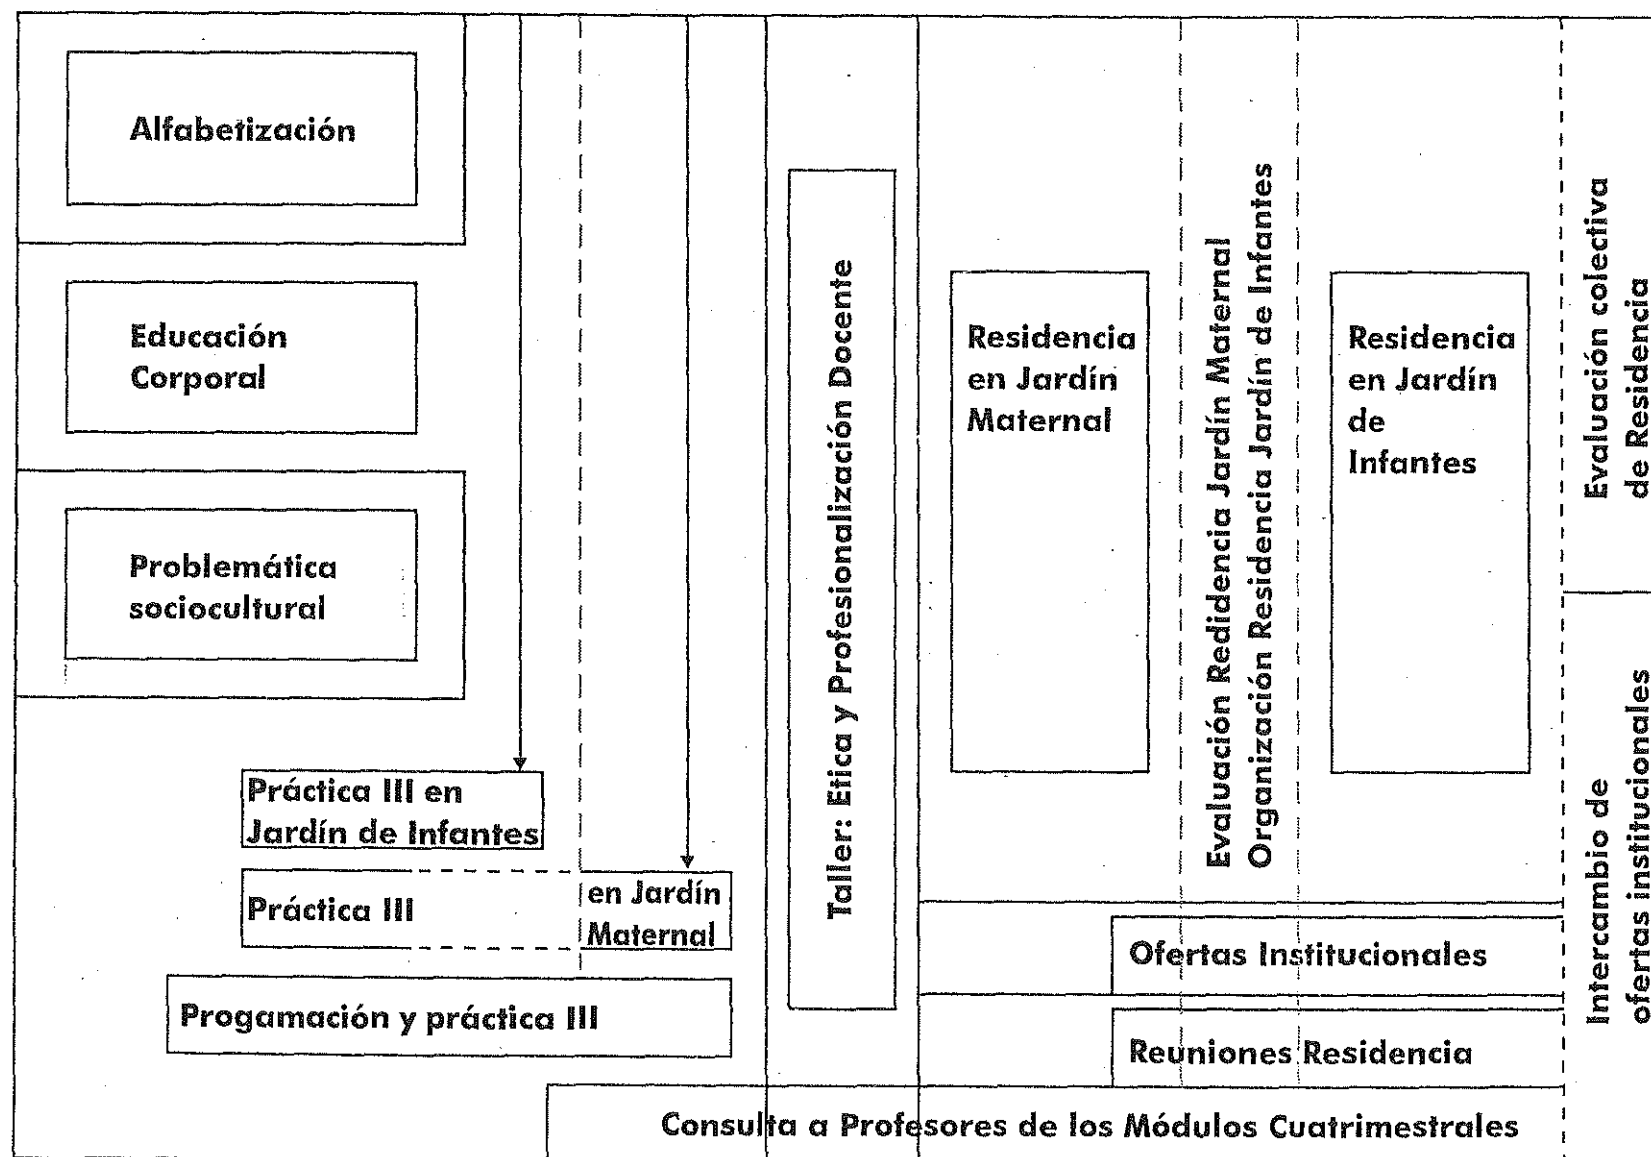 Alfabetización
Educación
Corporal
Problemática
sociocultural
Práctica III en
Jardín de Infantes
Práctica III
en Jardín
Maternal
Progamación y práctica III
Taller: Etica y Profesionalización Docente
Residencia
en Jardín
Maternal
Evaluación Redidencia Jardín Maternal
Organización Residencia Jardín de Infantes
Residencia
en Jardín
de
Infantes
Ofertas Institucionales
Reuniones Residencia
Consulta a Profesores de los Módulos Cuatrimestrales
Evaluación colectiva
de Residencia
Intercambio de
ofertas institucionales